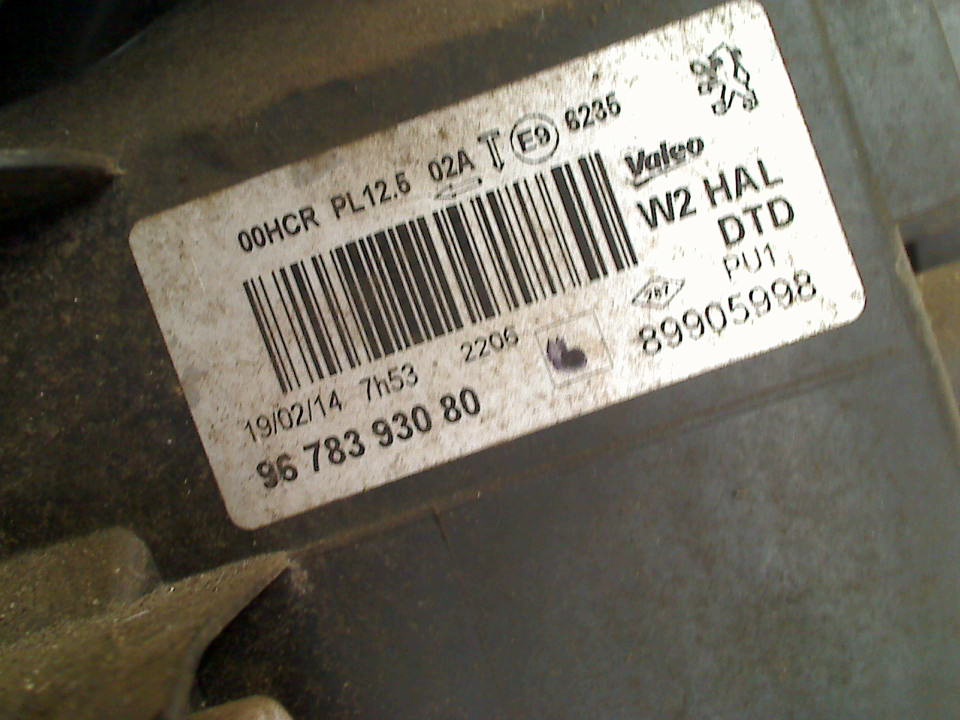 00HCR PL12.5 02A E9 8235
Valeo
W2 HAL
DTD
PU1
19/02/14 7h53 2206
89905998
96 783 930 80